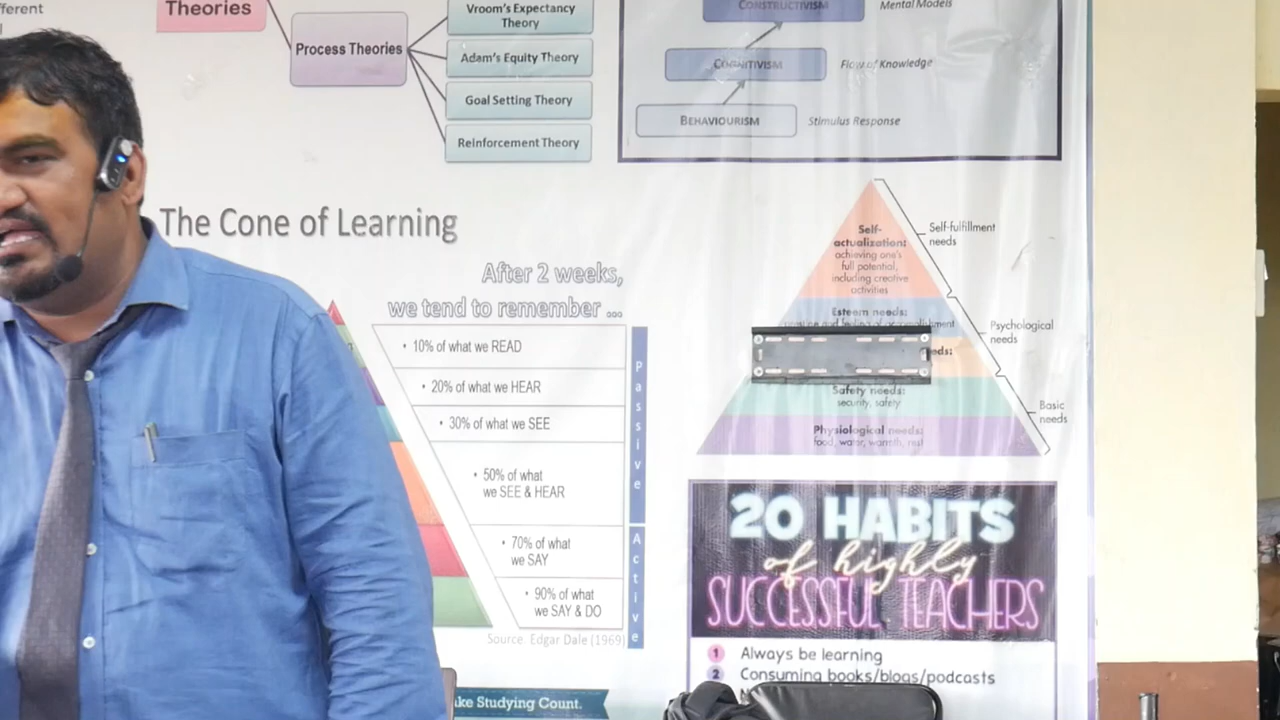 fferent
Theories
Process Theories
Vroom's Expectancy
Theory
Adam's Equity Theory
Goal Setting Theory
Reinforcement Theory
CONSTRUCTIVISM
Mental Models
COGNITIVISM
Flow of Knowledge
BEHAVIOURISM
Stimulus Response
The Cone of Learning
After 2 weeks,
we tend to remember ...
• 10% of what we READ
• 20% of what we HEAR
• 30% of what we SEE
• 50% of what
we SEE & HEAR
• 70% of what
we SAY
• 90% of what
we SAY & DO
Passive
Active
Source: Edgar Dale (1969)
ake Studying Count.
Self-
actualization:
achieving one's
full potential,
including creative
activities
Self-fulfillment
needs
Esteem needs:
and feeling of accomplishment
Psychological
needs
eds:
Safety needs:
security, safety
Basic
needs
Physiological needs:
food, water, warmth, rest
20 HABITS
of highly
SUCCESSFUL TEACHERS
1 Always be learning
2 Consuming books/blogs/podcasts